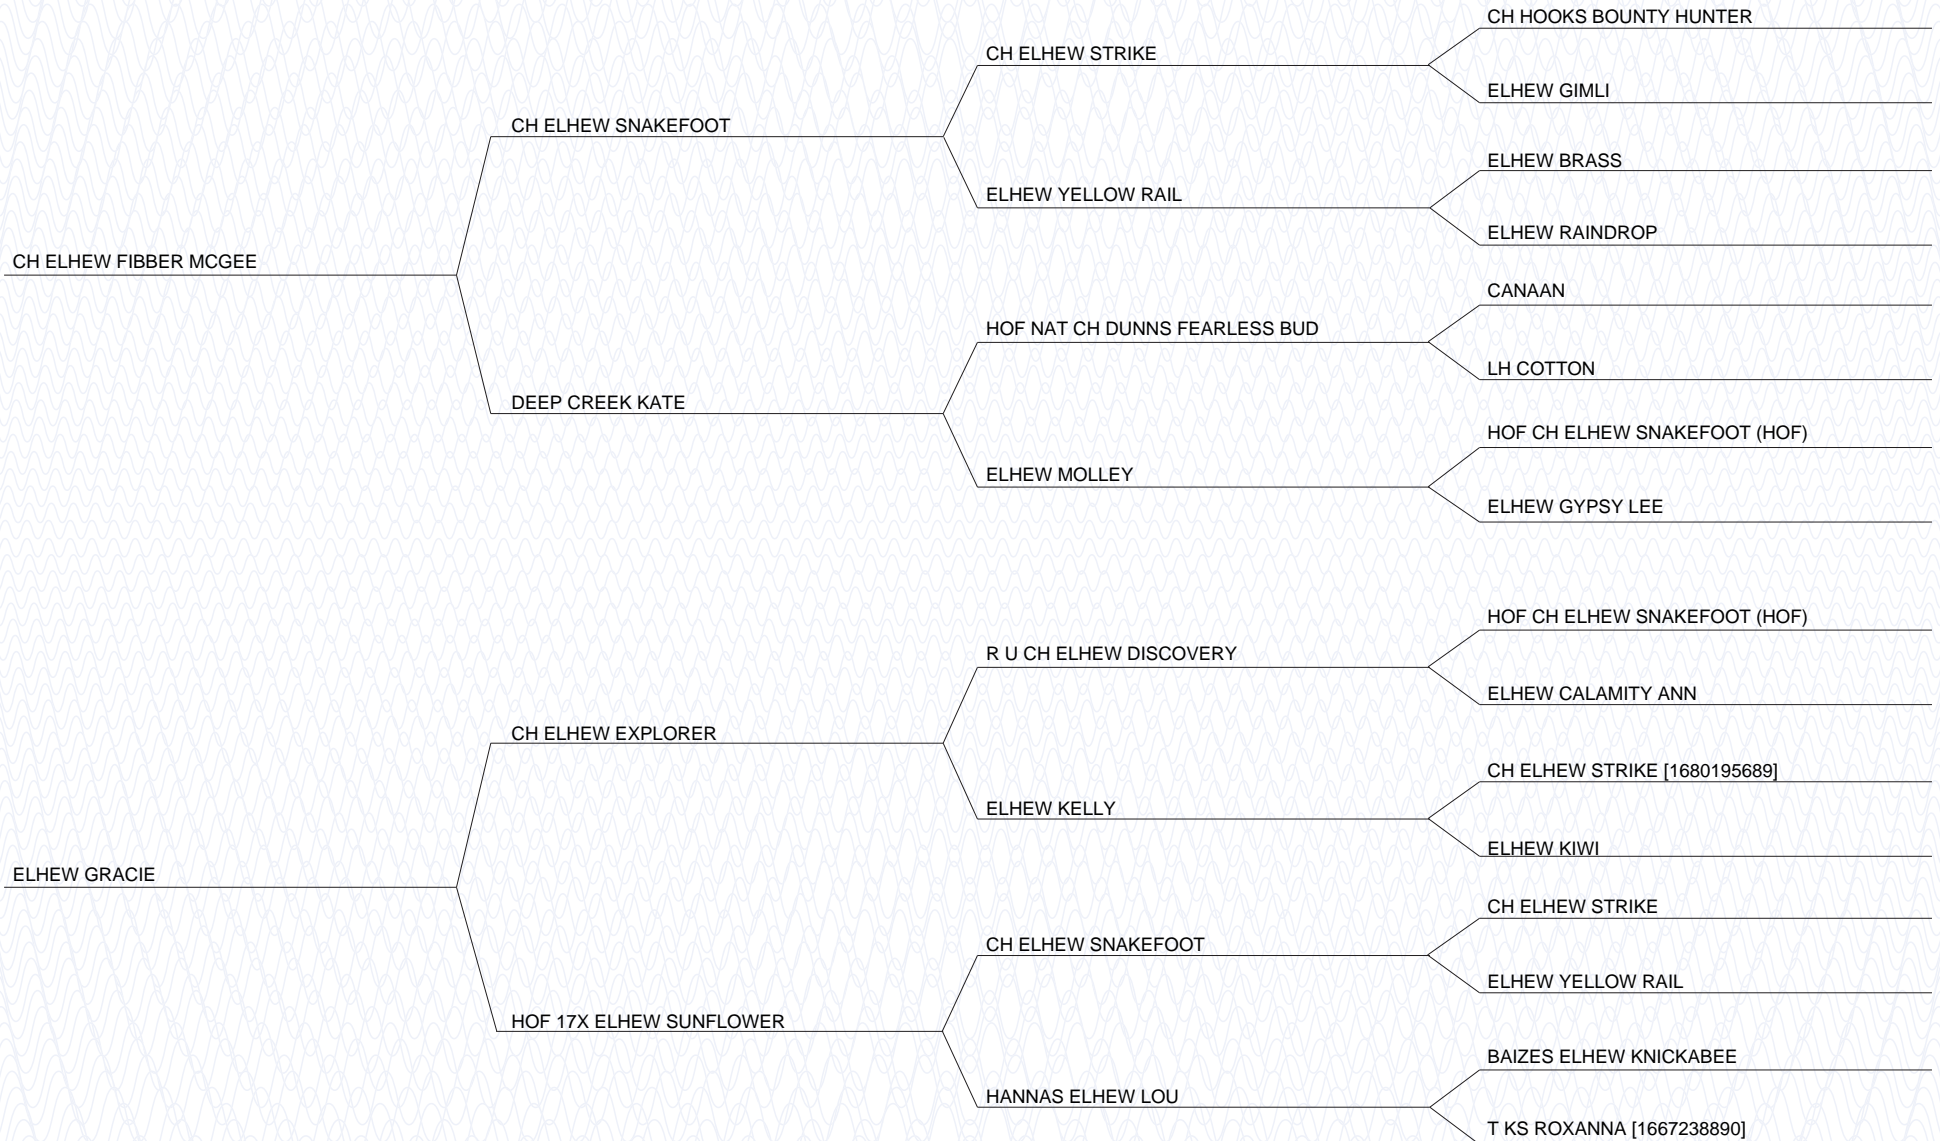 CH HOOKS BOUNTY HUNTER
CH ELHEW STRIKE
ELHEW GIMLI
CH ELHEW SNAKEFOOT
ELHEW BRASS
ELHEW YELLOW RAIL
ELHEW RAINDROP
CH ELHEW FIBBER MCGEE
CANAAN
HOF NAT CH DUNNS FEARLESS BUD
LH COTTON
DEEP CREEK KATE
HOF CH ELHEW SNAKEFOOT (HOF)
ELHEW MOLLEY
ELHEW GYPSY LEE
HOF CH ELHEW SNAKEFOOT (HOF)
R U CH ELHEW DISCOVERY
ELHEW CALAMITY ANN
CH ELHEW EXPLORER
CH ELHEW STRIKE [1680195689]
ELHEW KELLY
ELHEW KIWI
ELHEW GRACIE
CH ELHEW STRIKE
CH ELHEW SNAKEFOOT
ELHEW YELLOW RAIL
HOF 17X ELHEW SUNFLOWER
BAIZES ELHEW KNICKABEE
HANNAS ELHEW LOU
T KS ROXANNA [1667238890]